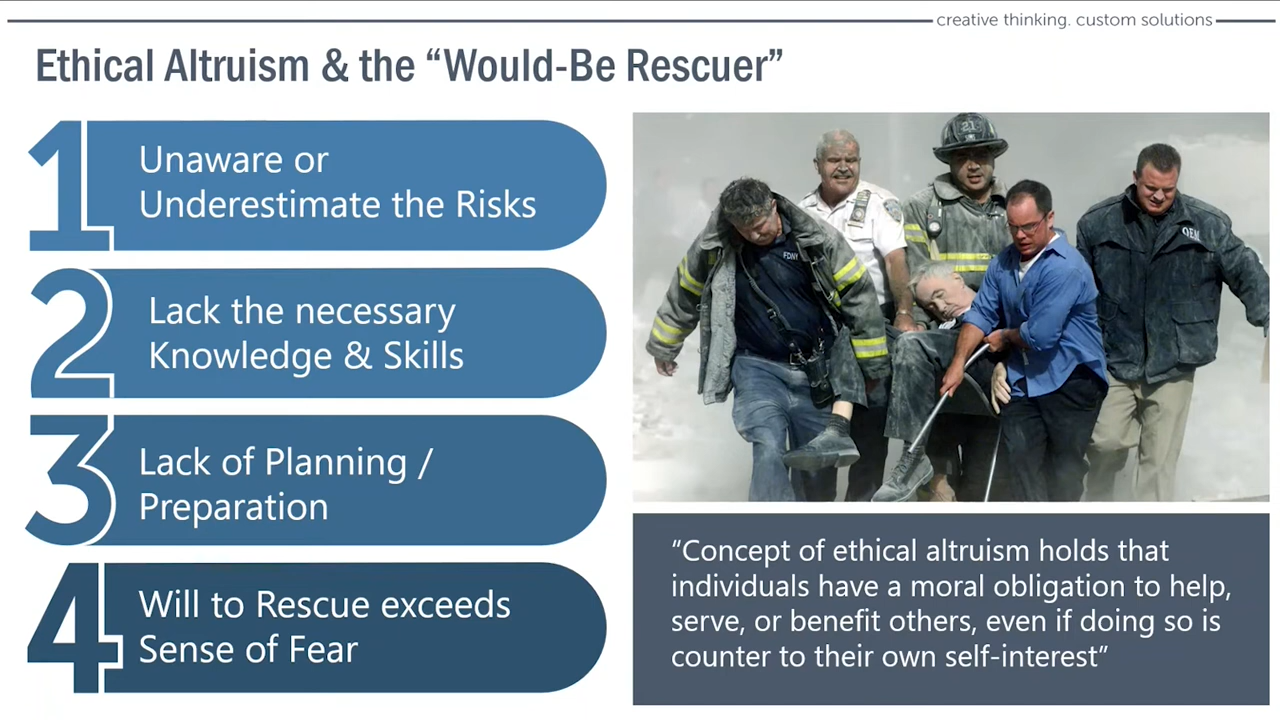 creative thinking. custom solutions
Ethical Altruism & the “Would-Be Rescuer”
1
Unaware or
Underestimate the Risks
2
Lack the necessary
Knowledge & Skills
3
Lack of Planning /
Preparation
4
Will to Rescue exceeds
Sense of Fear
21
FDNY
OEM
“Concept of ethical altruism holds that
individuals have a moral obligation to help,
serve, or benefit others, even if doing so is
counter to their own self-interest”